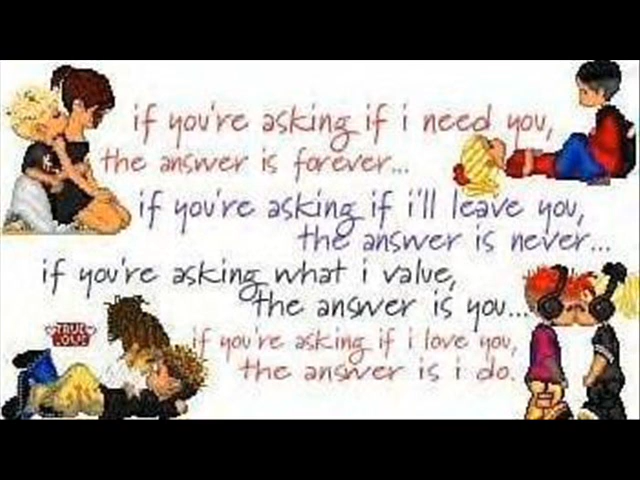 if you're asking if i need you,
the answer is forever...
if you're asking if i'll leave you,
the answer is never...
if you're asking what i value,
the answer is you...
TRUE
LOVE
if you're asking if i love you,
the answer is i do.